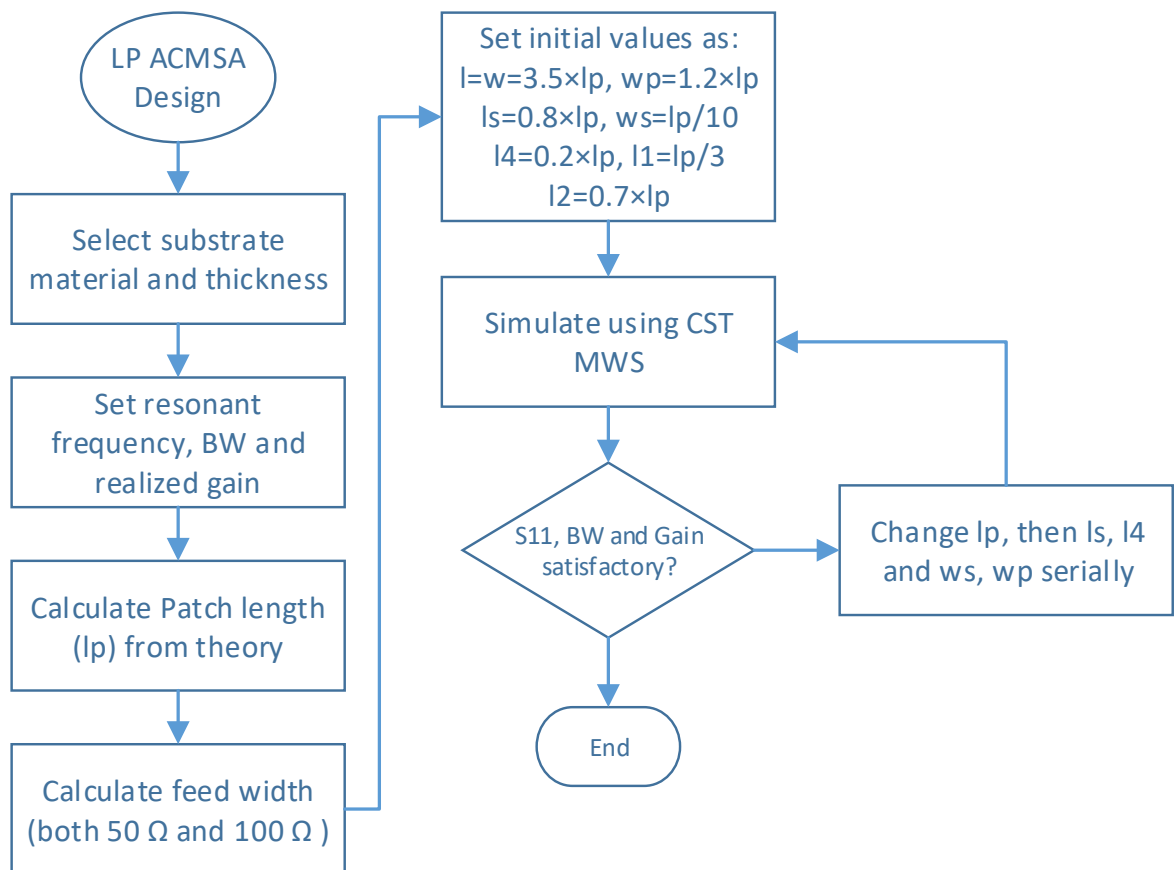 LP ACMSA
Design
Select substrate
material and thickness
Set resonant
frequency, BW and
realized gain
Calculate Patch length
(lp) from theory
Calculate feed width
(both 50 Ω and 100 Ω )
Set initial values as:
l=w=3.5×lp, wp=1.2×lp
ls=0.8×lp, ws=lp/10
l4=0.2×lp, l1=lp/3
l2=0.7×lp
Simulate using CST
MWS
S11, BW and Gain
satisfactory?
Change lp, then ls, l4
and ws, wp serially
End